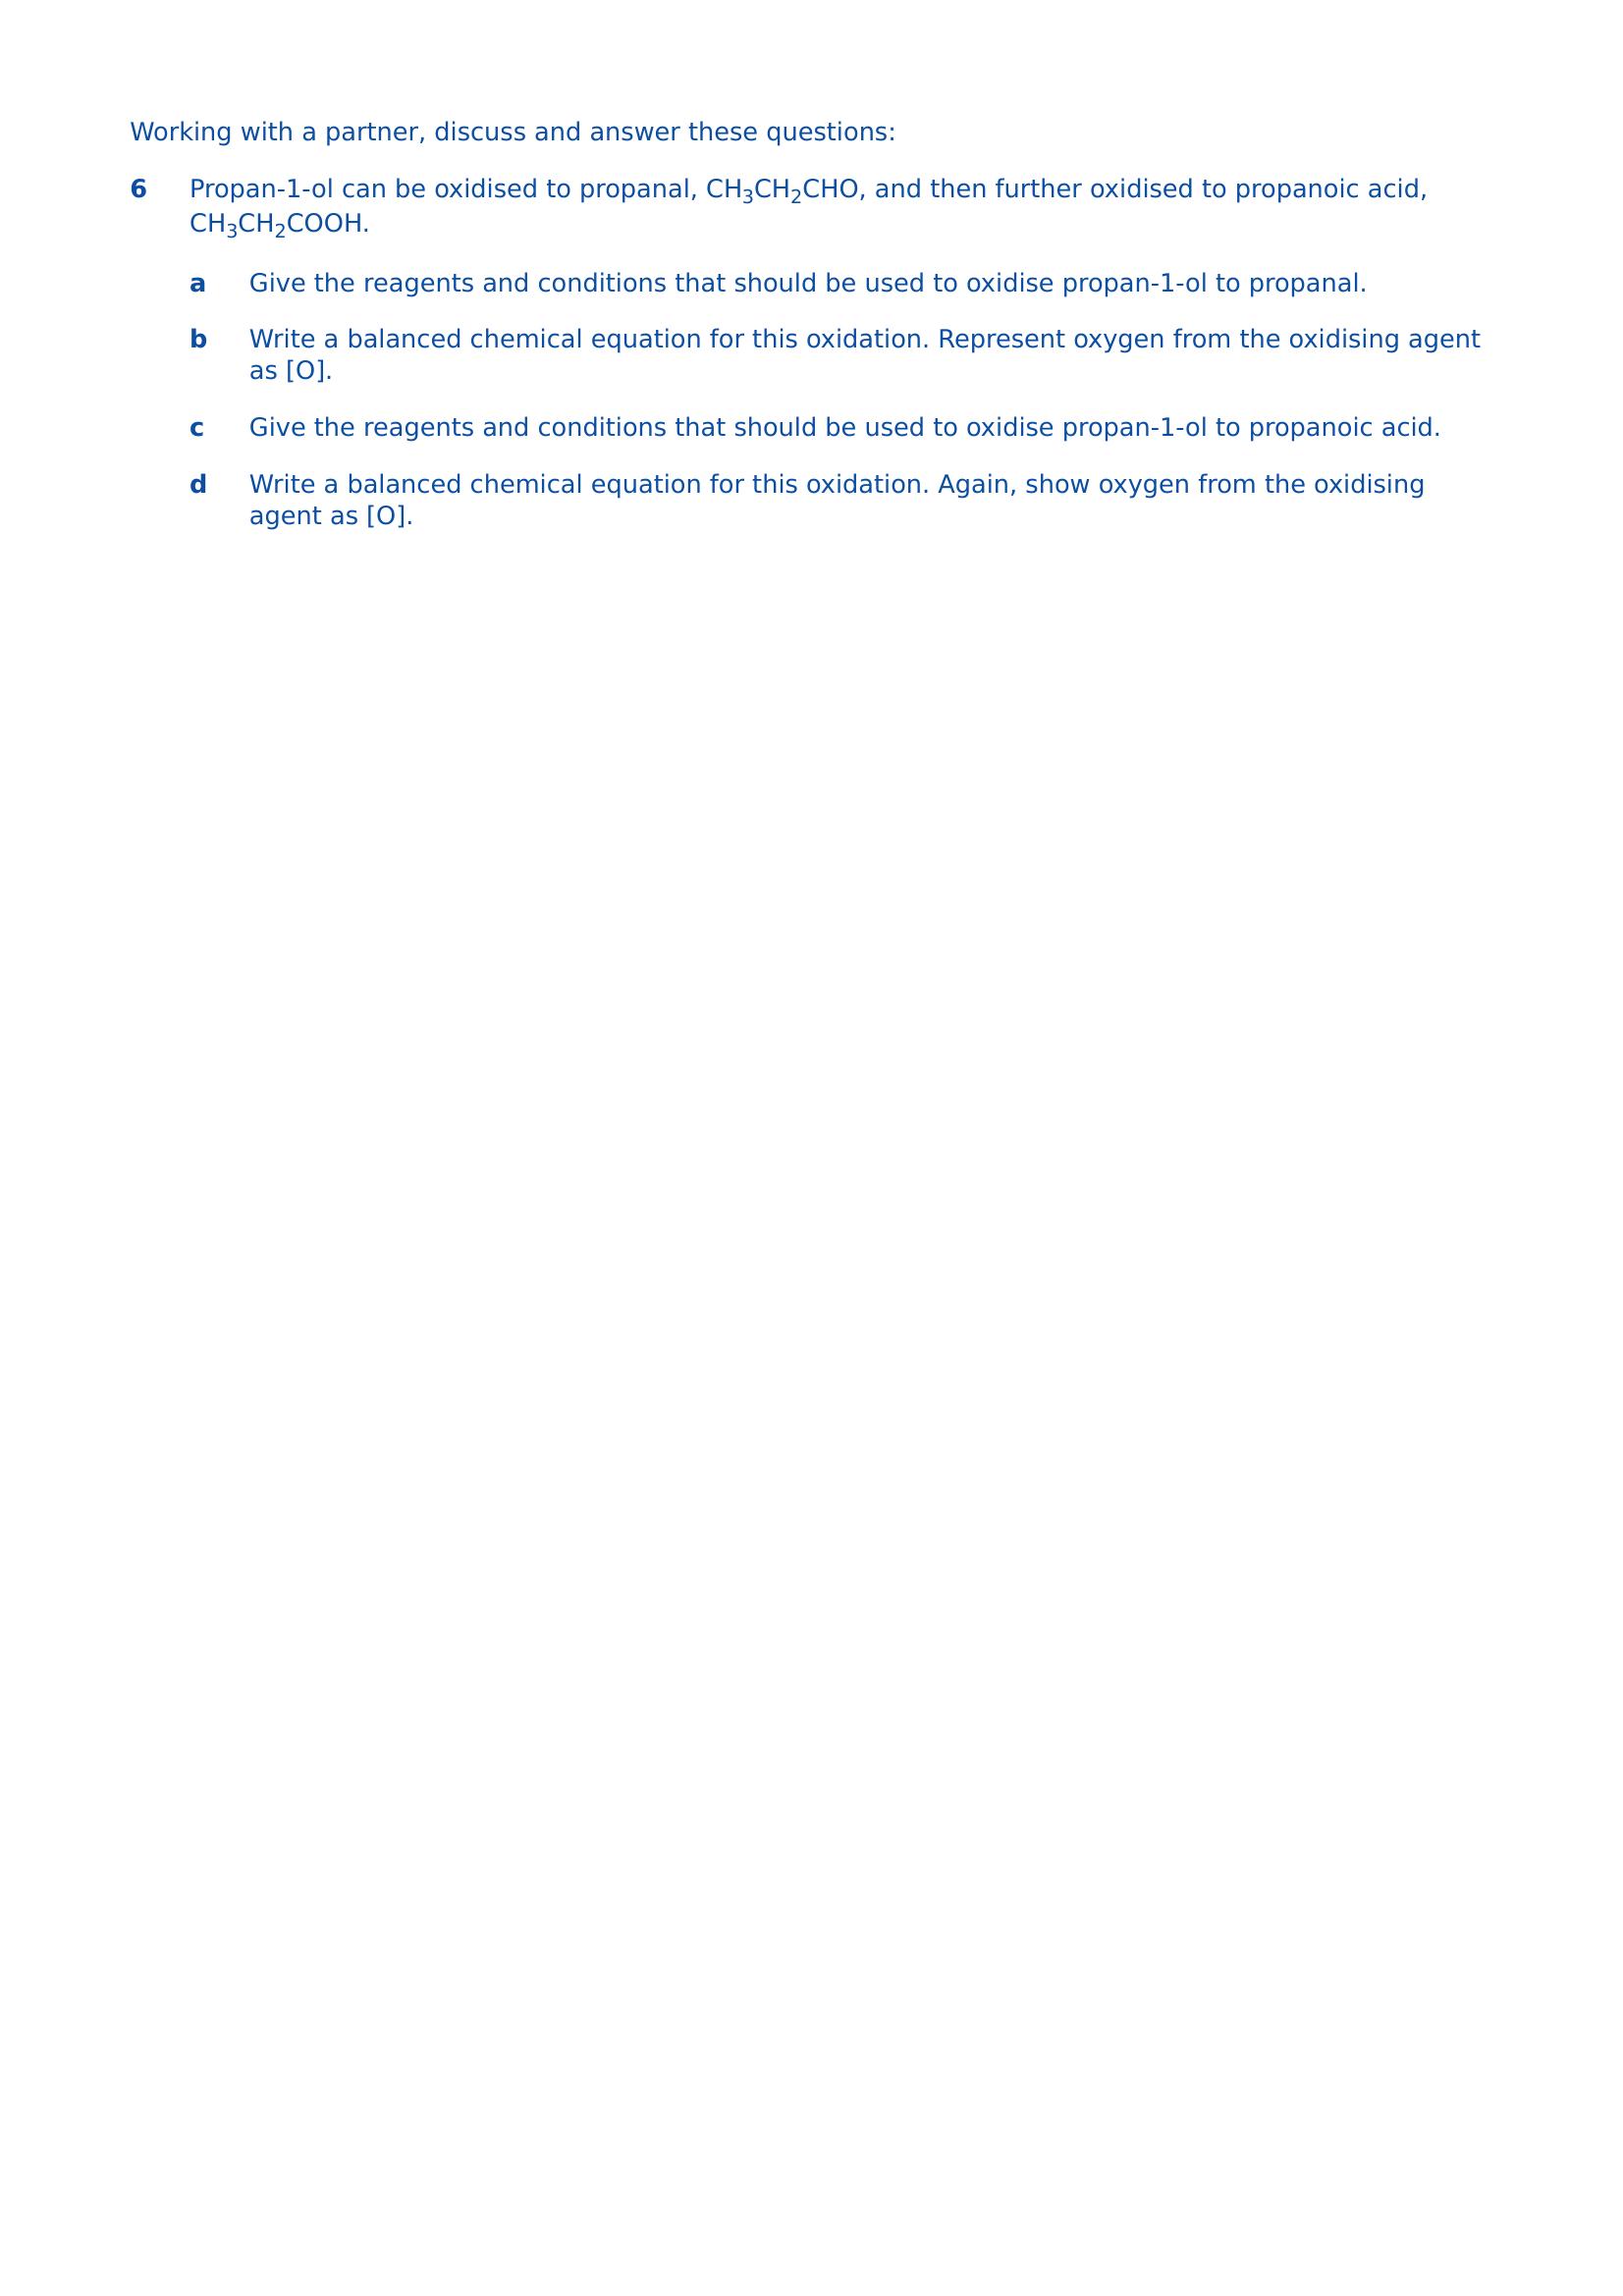 Working with a partner, discuss and answer these questions:
6 Propan-1-ol can be oxidised to propanal, CH₃CH₂CHO, and then further oxidised to propanoic acid,
CH₃CH₂COOH.
a Give the reagents and conditions that should be used to oxidise propan-1-ol to propanal.
b Write a balanced chemical equation for this oxidation. Represent oxygen from the oxidising agent
as [O].
c Give the reagents and conditions that should be used to oxidise propan-1-ol to propanoic acid.
d Write a balanced chemical equation for this oxidation. Again, show oxygen from the oxidising
agent as [O].